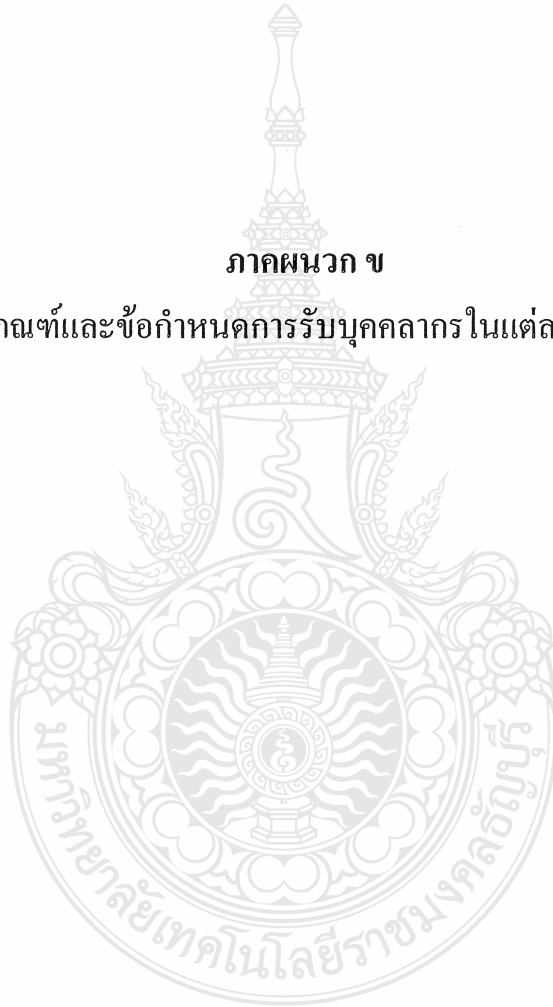 ภาคผนวก ข
กณฑ์และข้อกำหนดการรับบุคคลากรในแต่ล
มหาวิทยาลัยเทคโนโลยีราชมงคลธัญบุรี